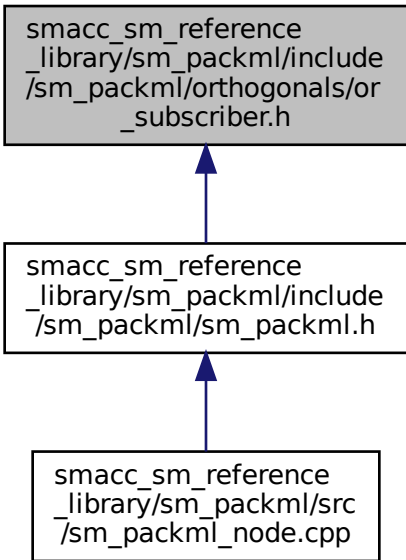 smacc_sm_reference
_library/sm_packml/include
/sm_packml/orthogonals/or
_subscriber.h
smacc_sm_reference
_library/sm_packml/include
/sm_packml/sm_packml.h
smacc_sm_reference
_library/sm_packml/src
/sm_packml_node.cpp